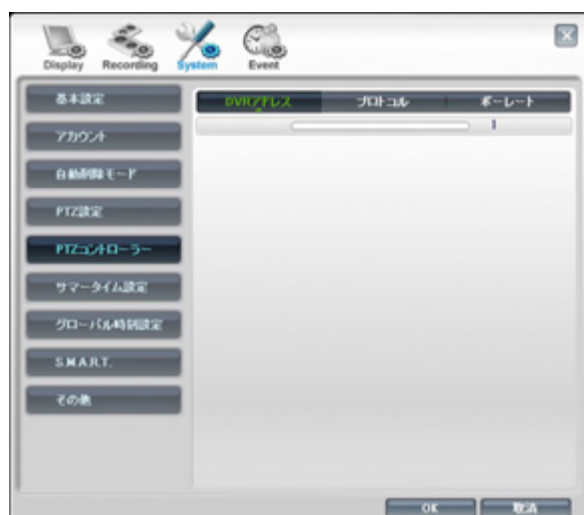 Display Recording System Event
基本設定
DVRアドレス プロトコル ボーレート
アカウント
1
自動削除モード
PTZ設定
PTZコントローラー
サマータイム設定
グローバル時刻設定
S.M.A.R.T.
その他
OK 取消